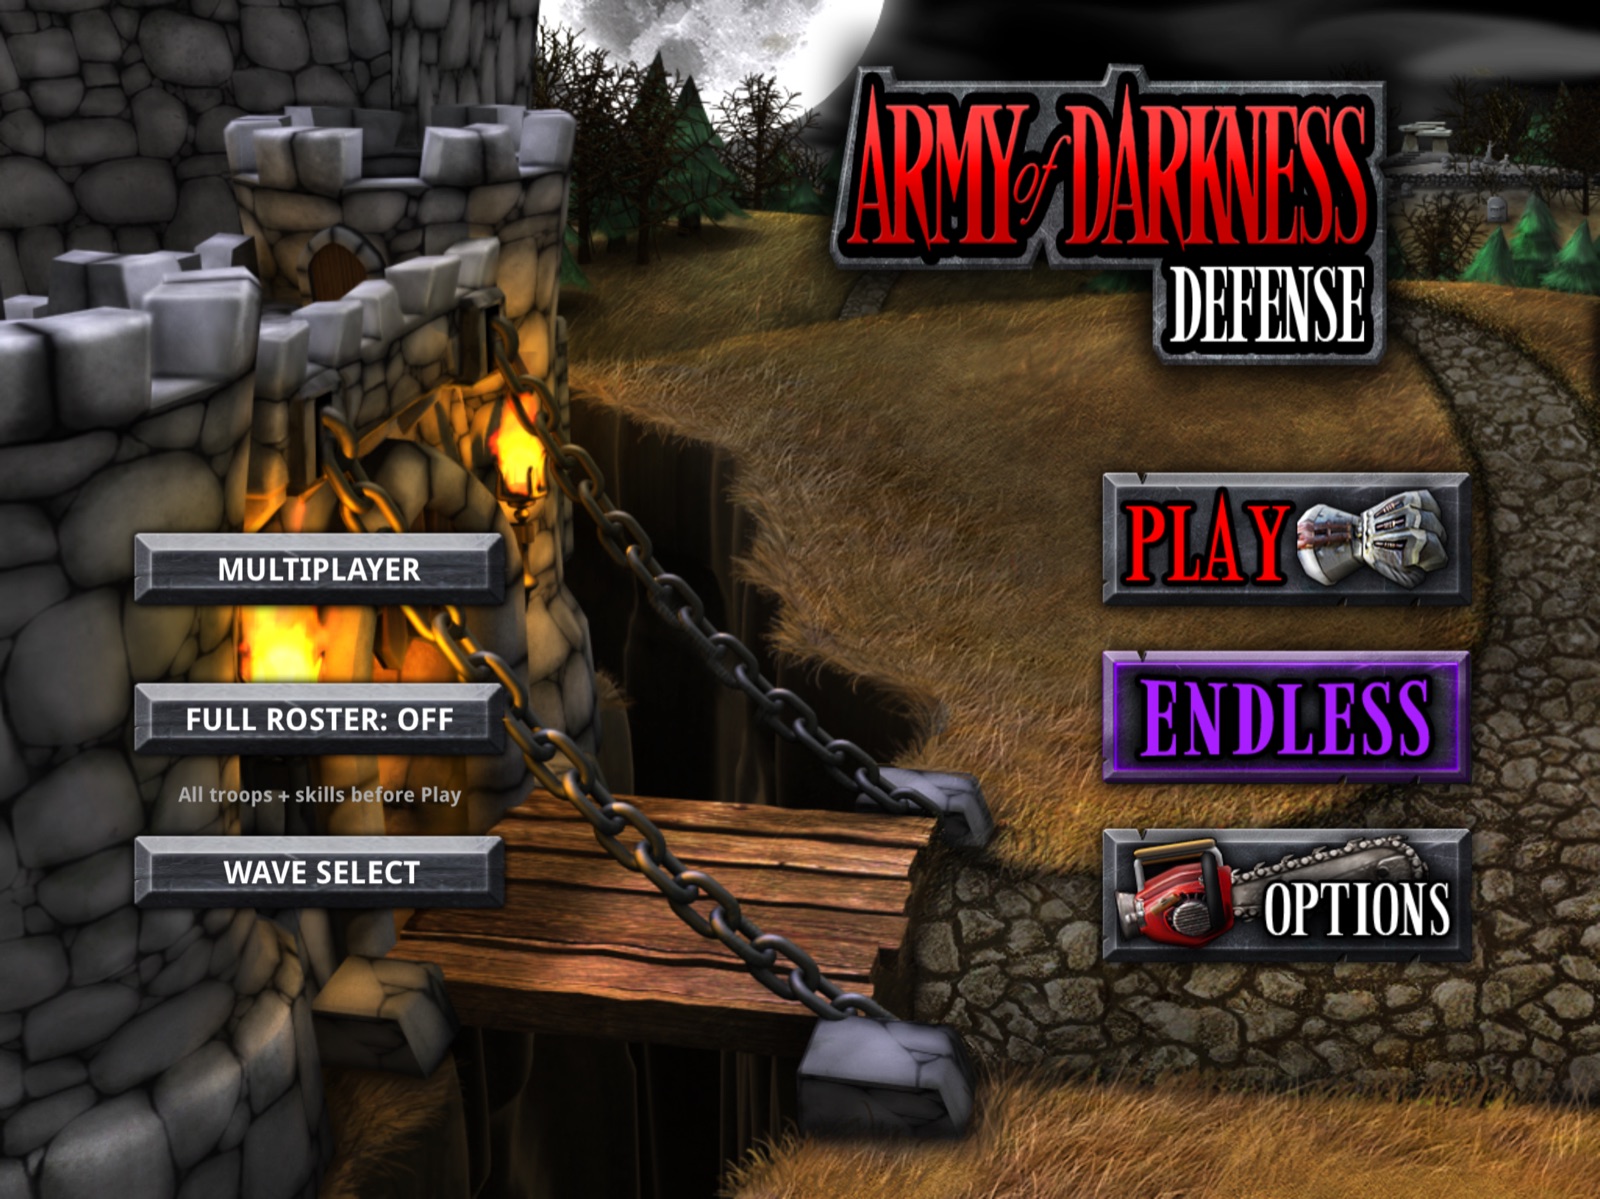 ARMY of DARKNESS
DEFENSE
PLAY
MULTIPLAYER
ENDLESS
FULL ROSTER: OFF
All troops + skills before Play
WAVE SELECT
OPTIONS